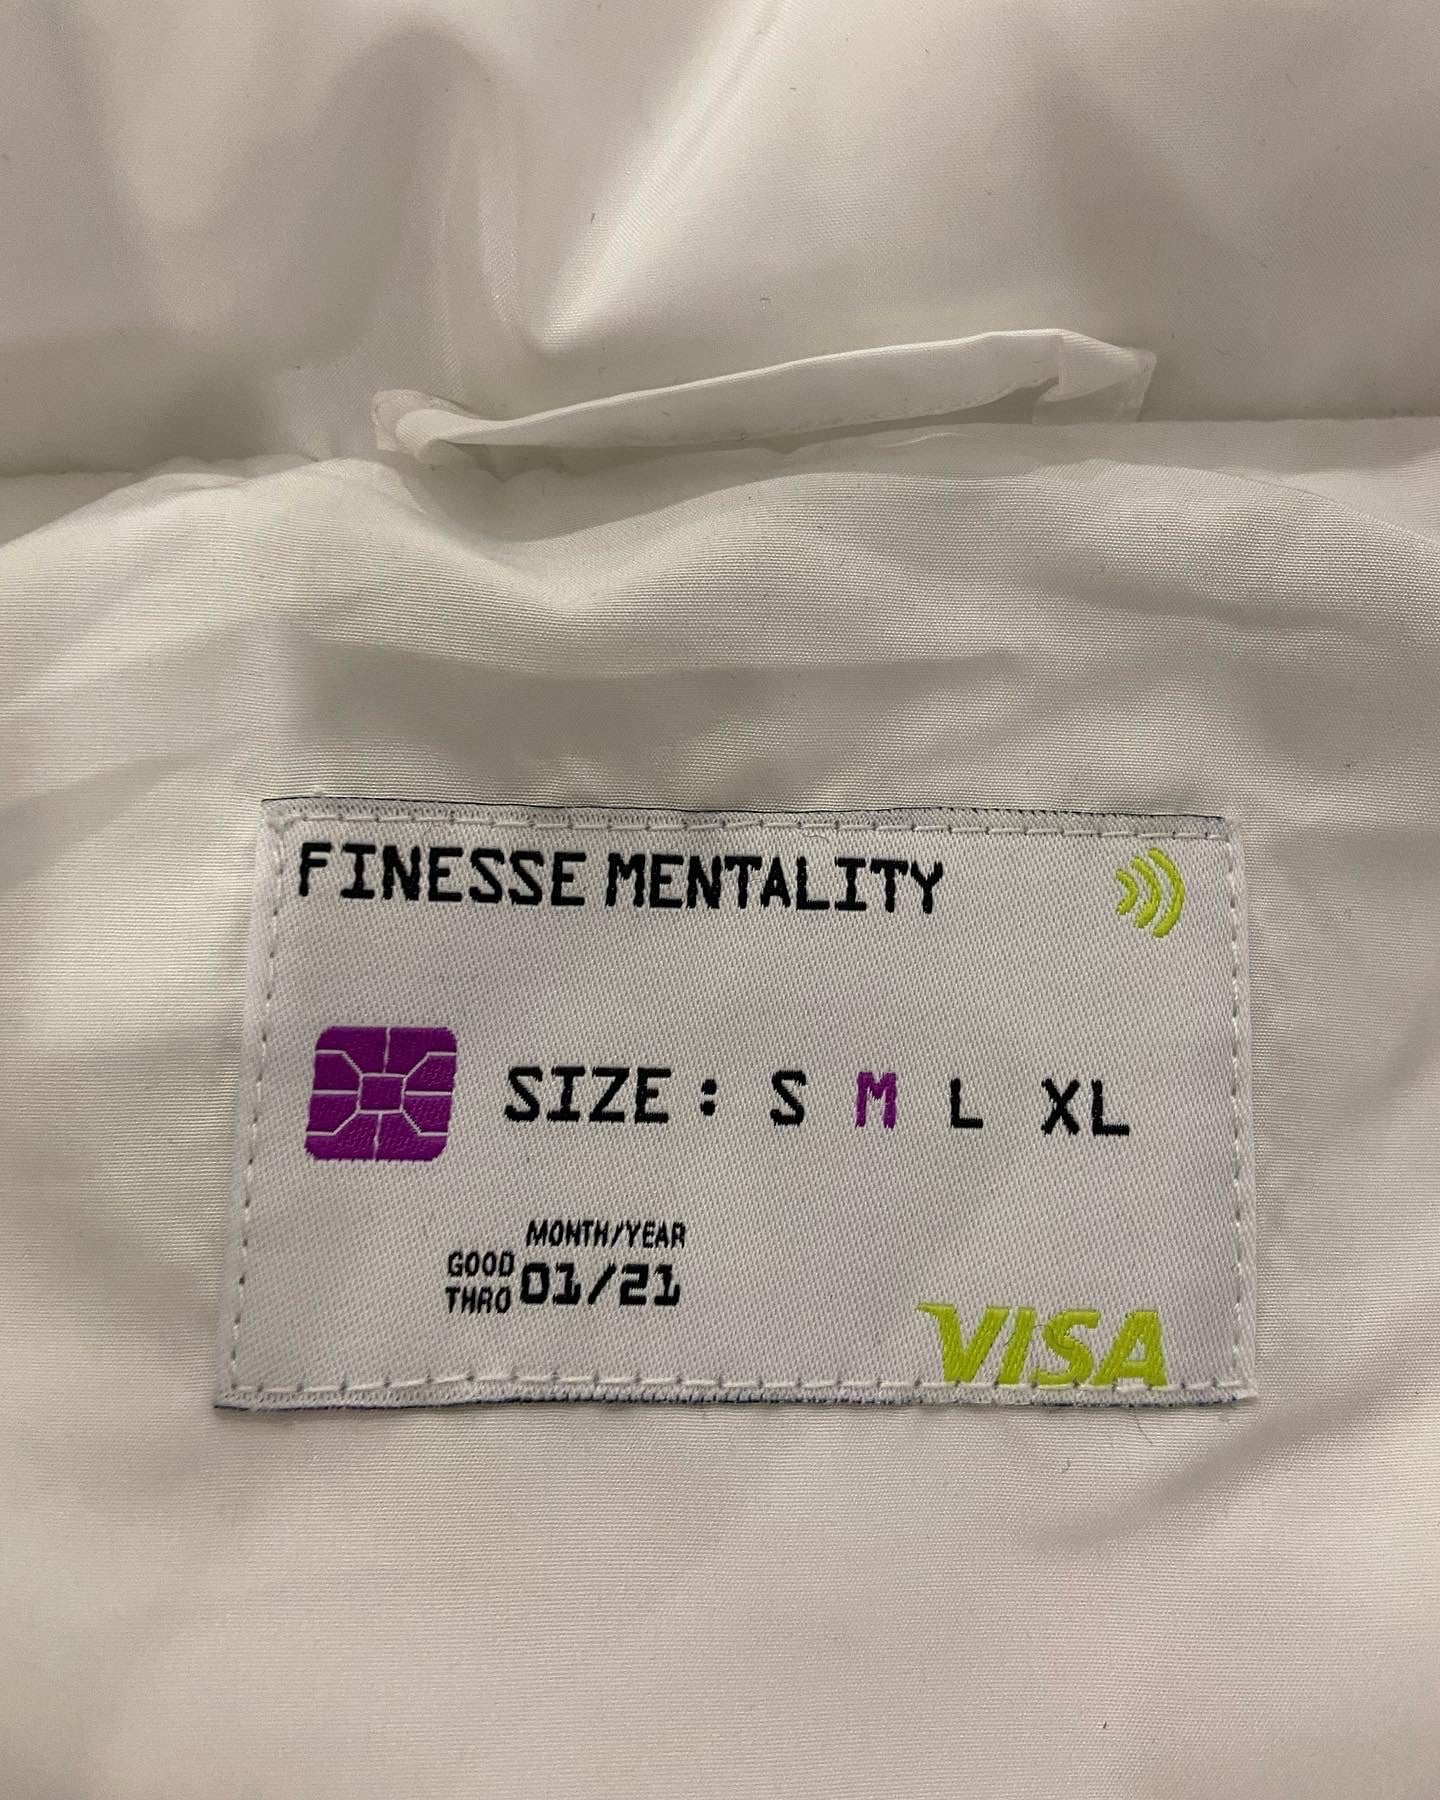 FINESSE MENTALITY
SIZE: S M L XL
MONTH/YEAR
GOOD THRO 01/21
VISA